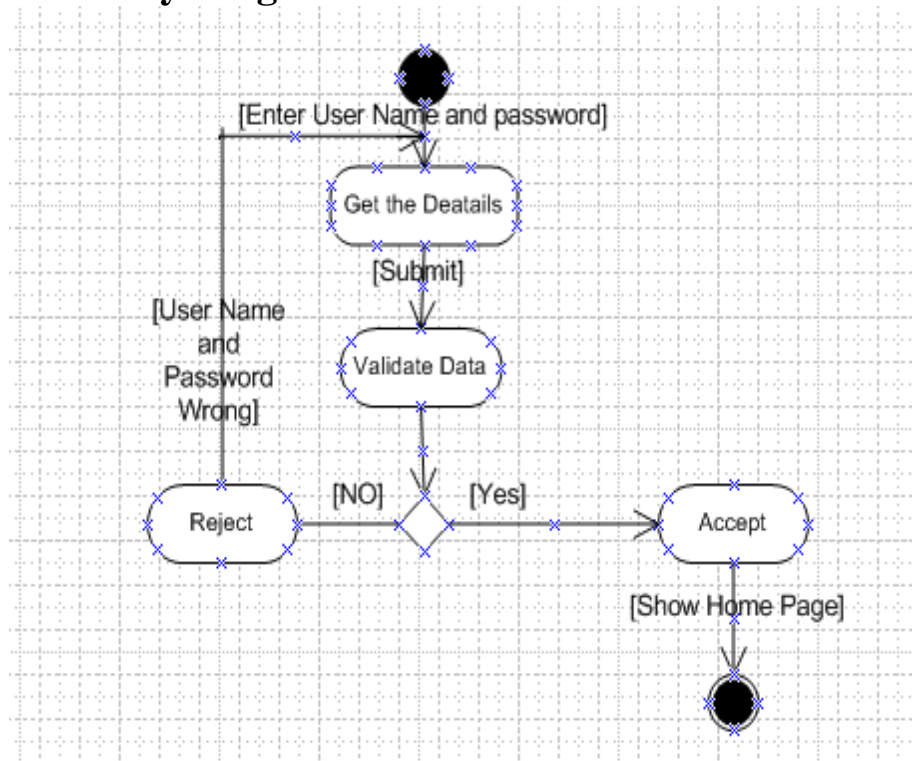 [Enter User Name and password]
Get the Deatails
[Submit]
[User Name
and
Password
Wrong]
Validate Data
[NO]
[Yes]
Reject
Accept
[Show Home Page]